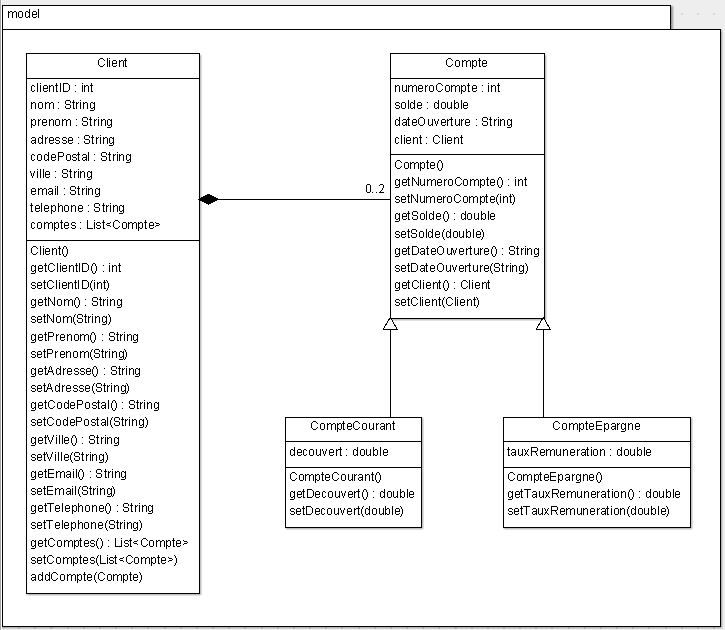 model
Client
clientID : int
nom : String
prenom : String
adresse : String
codePostal : String
ville : String
email : String
telephone : String
comptes : List<Compte>
Client()
getClientID() : int
setClientID(int)
getNom() : String
setNom(String)
getPrenom() : String
setPrenom(String)
getAdresse() : String
setAdresse(String)
getCodePostal() : String
setCodePostal(String)
getVille() : String
setVille(String)
getEmail() : String
setEmail(String)
getTelephone() : String
setTelephone(String)
getComptes() : List<Compte>
setComptes(List<Compte>)
addCompte(Compte)
0..2
Compte
numeroCompte : int
solde : double
dateOuverture : String
client : Client
Compte()
getNumeroCompte() : int
setNumeroCompte(int)
getSolde() : double
setSolde(double)
getDateOuverture() : String
setDateOuverture(String)
getClient() : Client
setClient(Client)
CompteCourant
decouvert : double
CompteCourant()
getDecouvert() : double
setDecouvert(double)
CompteEpargne
tauxRemuneration : double
CompteEpargne()
getTauxRemuneration() : double
setTauxRemuneration(double)